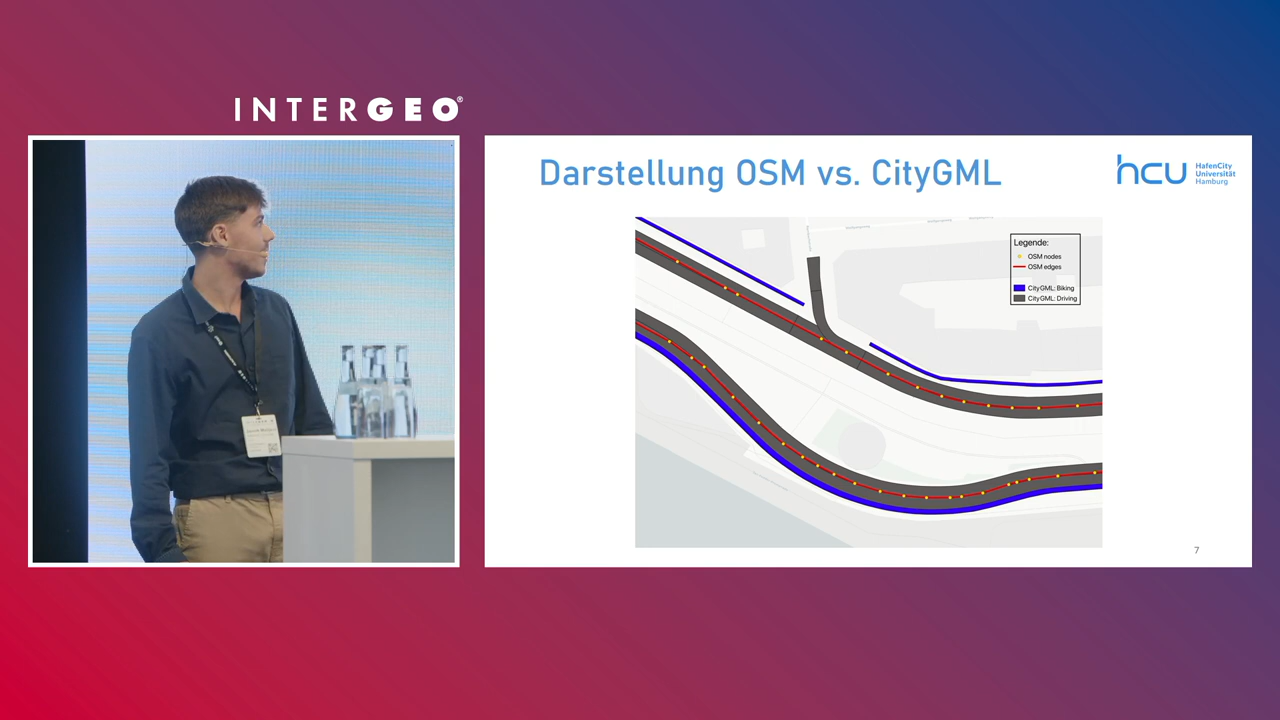 INTERGEO®
Darstellung OSM vs. CityGML
hcu
HafenCity
Universität
Hamburg
Legende:
OSM nodes
OSM edges
CityGML: Biking
CityGML: Driving
7